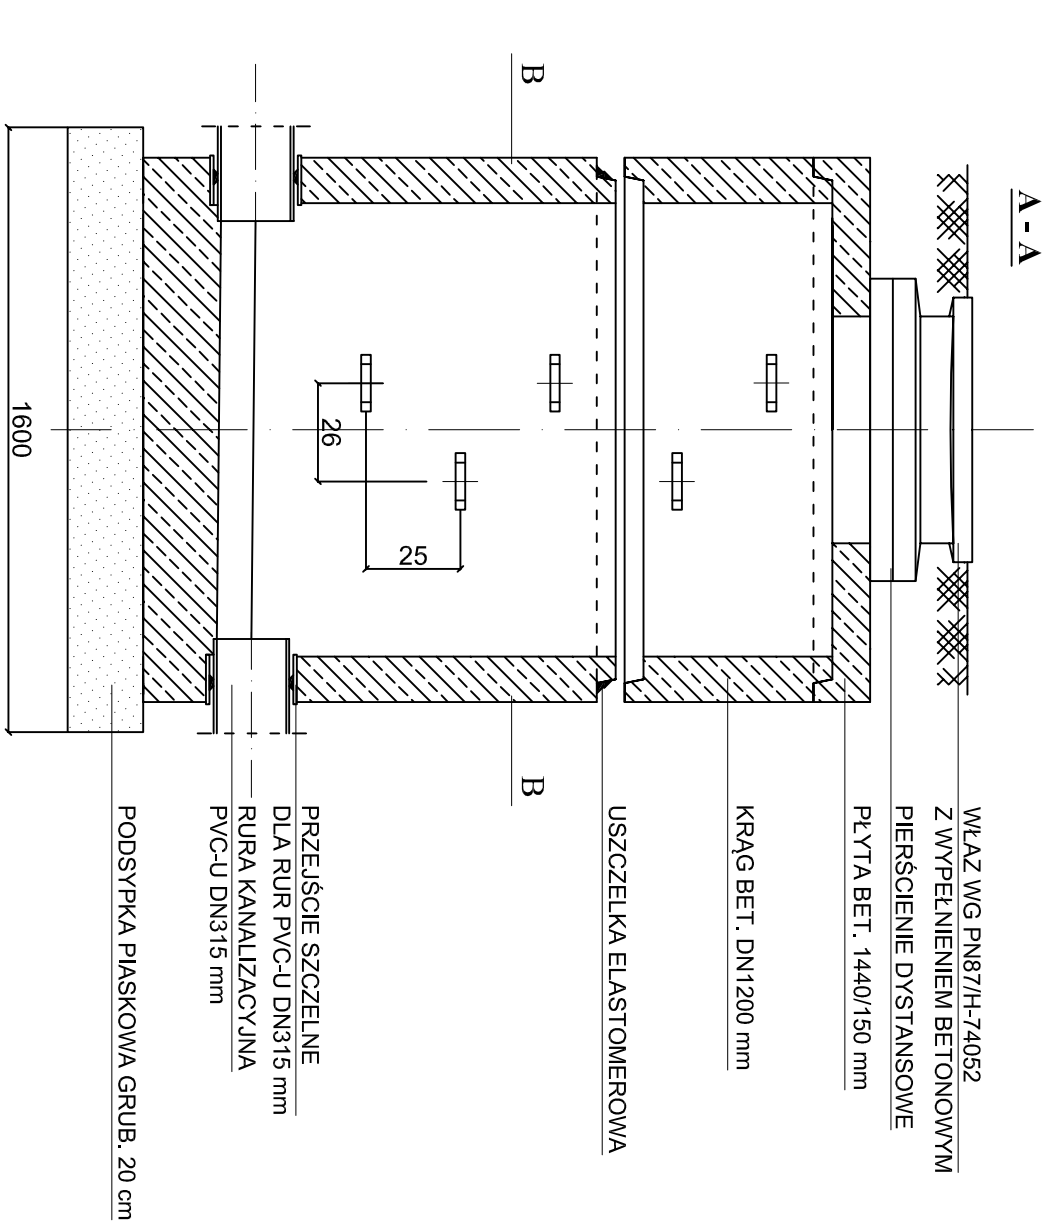 A - A
WŁAZ WG PN87/H-74052
Z WYPEŁNIENIEM BETONOWYM
PIERŚCIENIE DYSTANSOWE
PŁYTA BET. 1440/150 mm
KRĄG BET. DN1200 mm
USZCZELKA ELASTOMEROWA
B
B
25
26
PRZEJŚCIE SZCZELNE
DLA RUR PVC-U DN315 mm
RURA KANALIZACYJNA
PVC-U DN315 mm
PODSYPKA PIASKOWA GRUB. 20 cm
1600